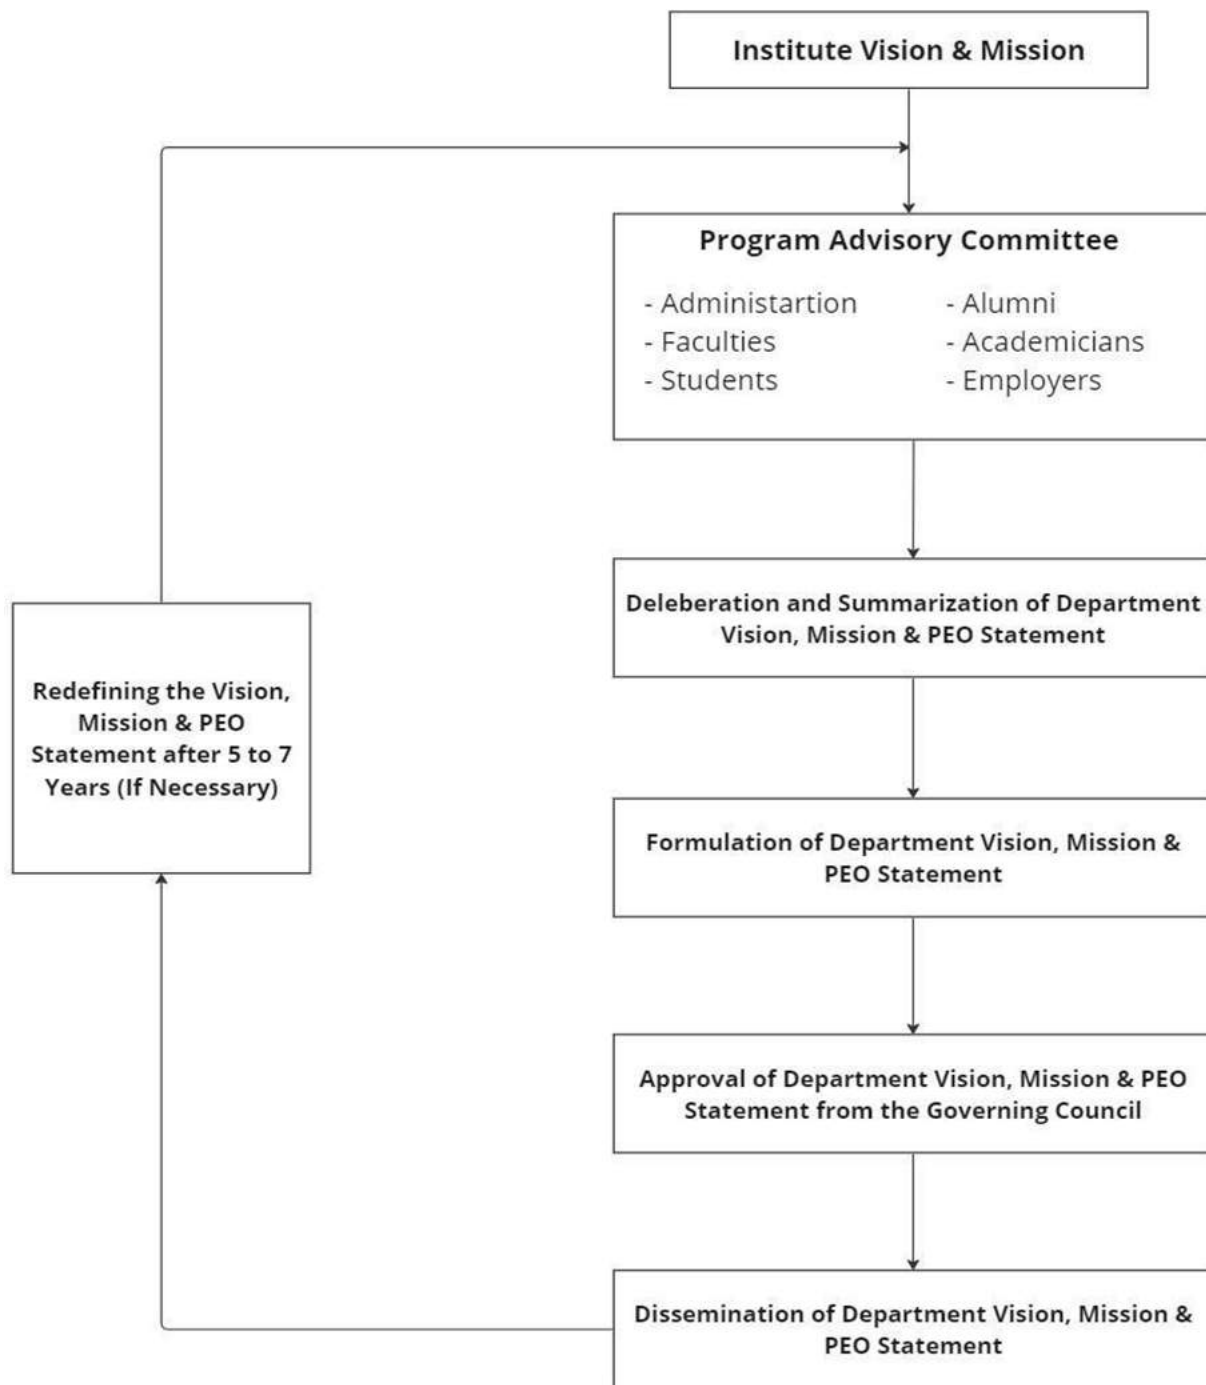 Institute Vision & Mission
Program Advisory Committee
- Administartion
- Faculties
- Students
- Alumni
- Academicians
- Employers
Deleberation and Summarization of Department
Vision, Mission & PEO Statement
Formulation of Department Vision, Mission &
PEO Statement
Approval of Department Vision, Mission & PEO
Statement from the Governing Council
Dissemination of Department Vision, Mission &
PEO Statement
Redefining the Vision,
Mission & PEO
Statement after 5 to 7
Years (If Necessary)